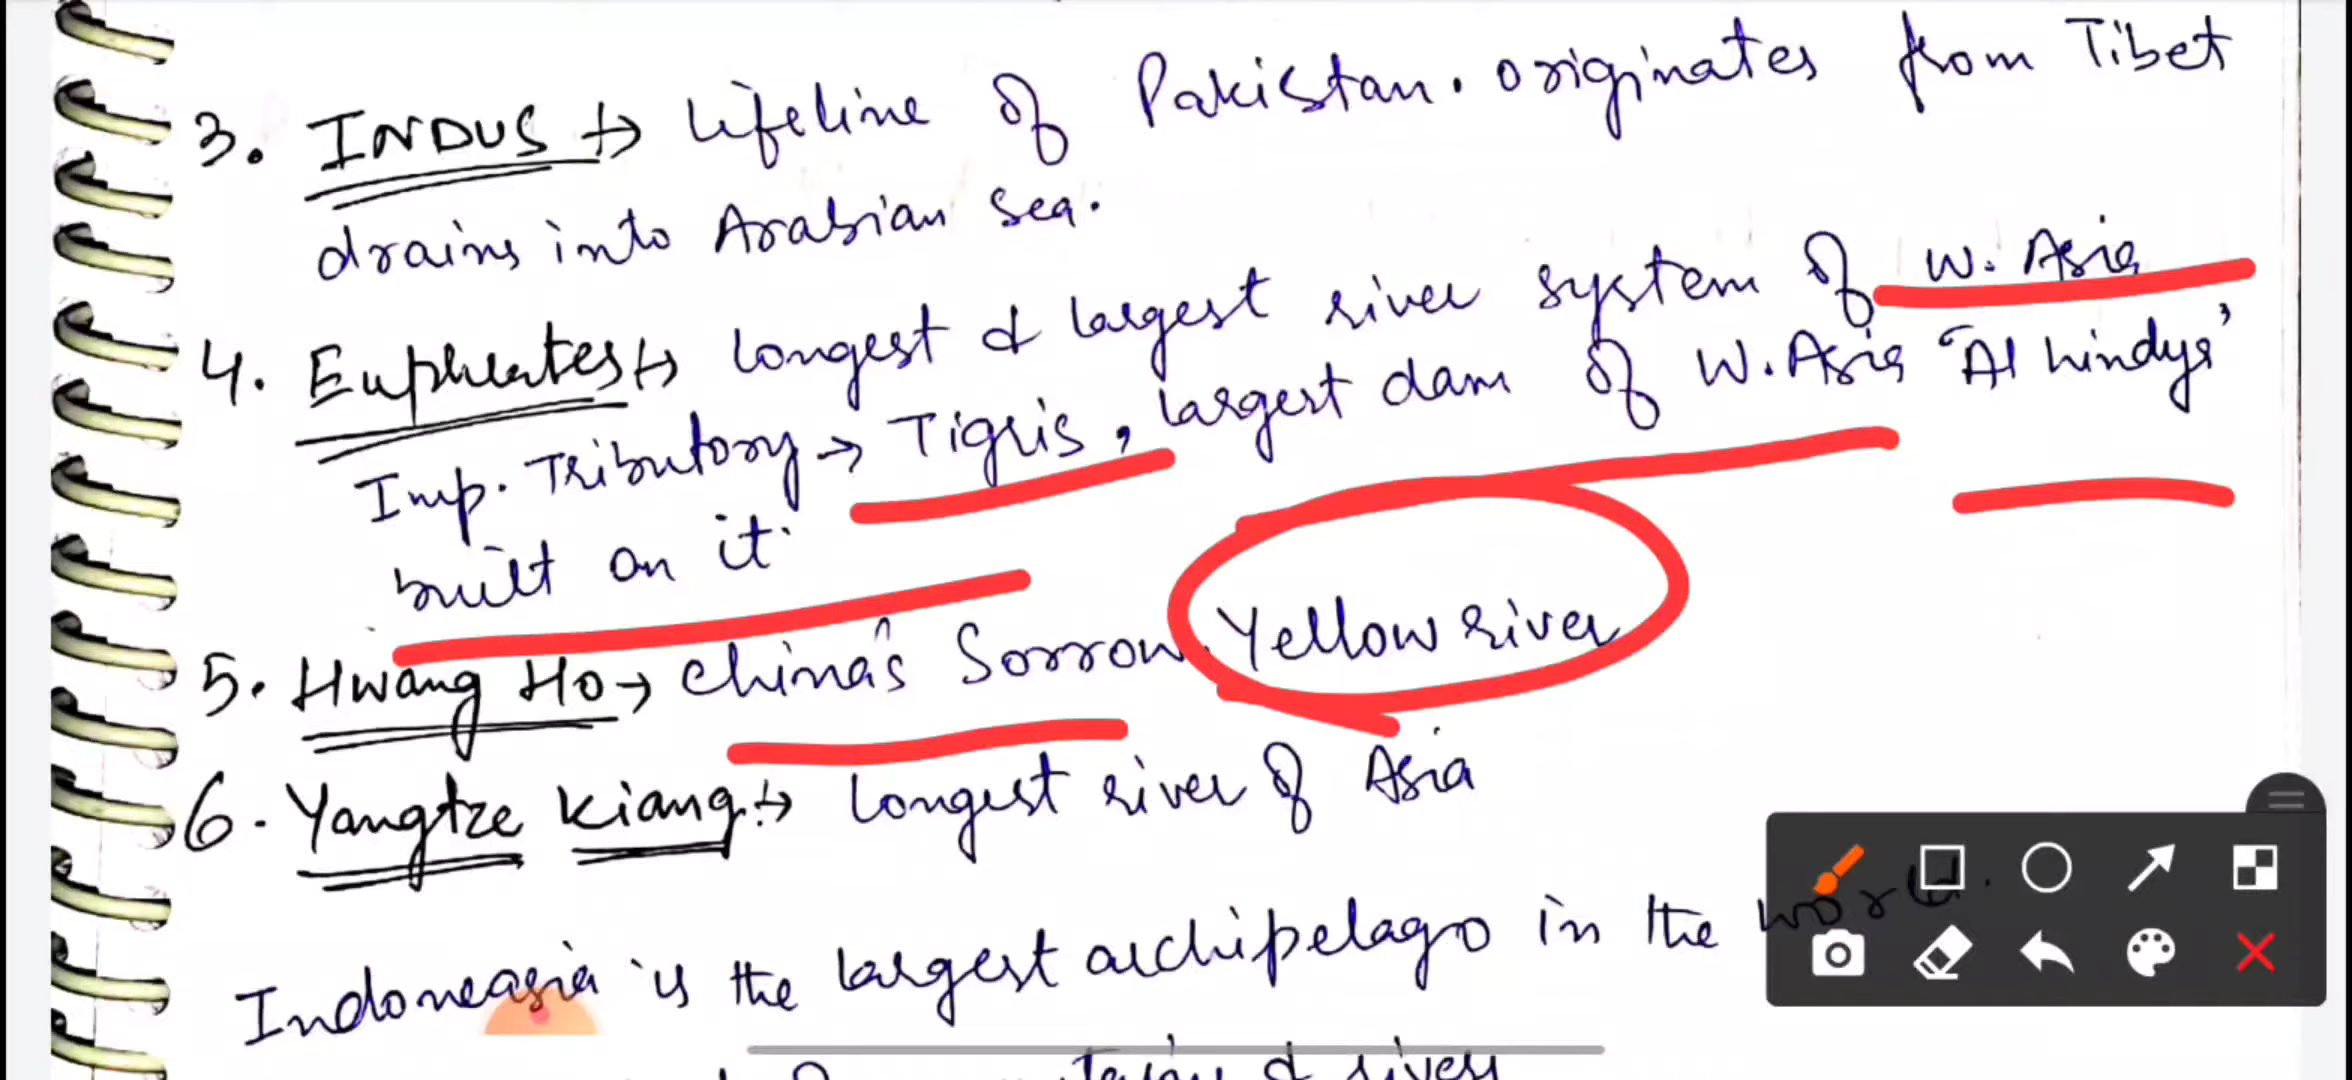 3. INDUS → Lifeline of Pakistan. originates from Tibet
drains into Arabian Sea.
4. Euphrates → Longest & largest river system of W. Asia
Imp. Tributory → Tigris, largest dam of W. Asia "Al hindya"
built on it.
5. Hwang Ho → China's Sorrow. Yellow river
6. Yangtze Kiang → Longest river of Asia
Indoneasia is the largest archipelago in the world.
& rivers